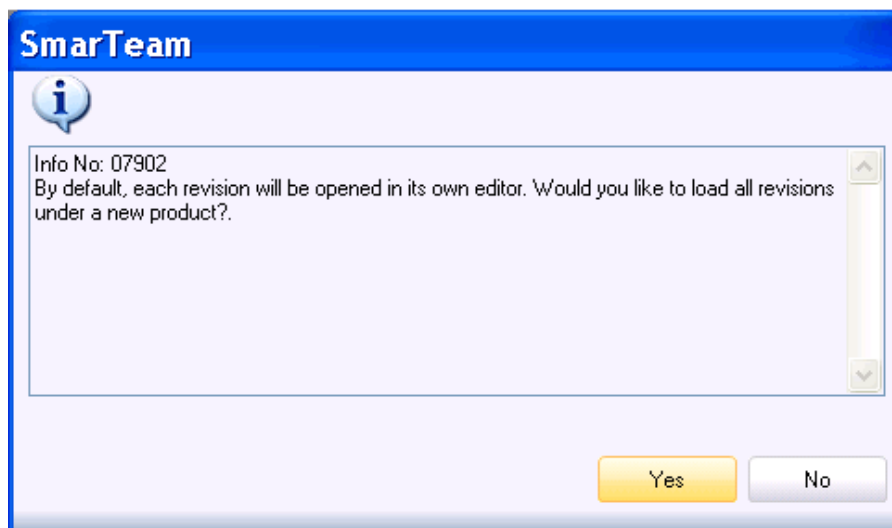 SmarTeam
Info No: 07902
By default, each revision will be opened in its own editor. Would you like to load all revisions
under a new product?.
Yes
No